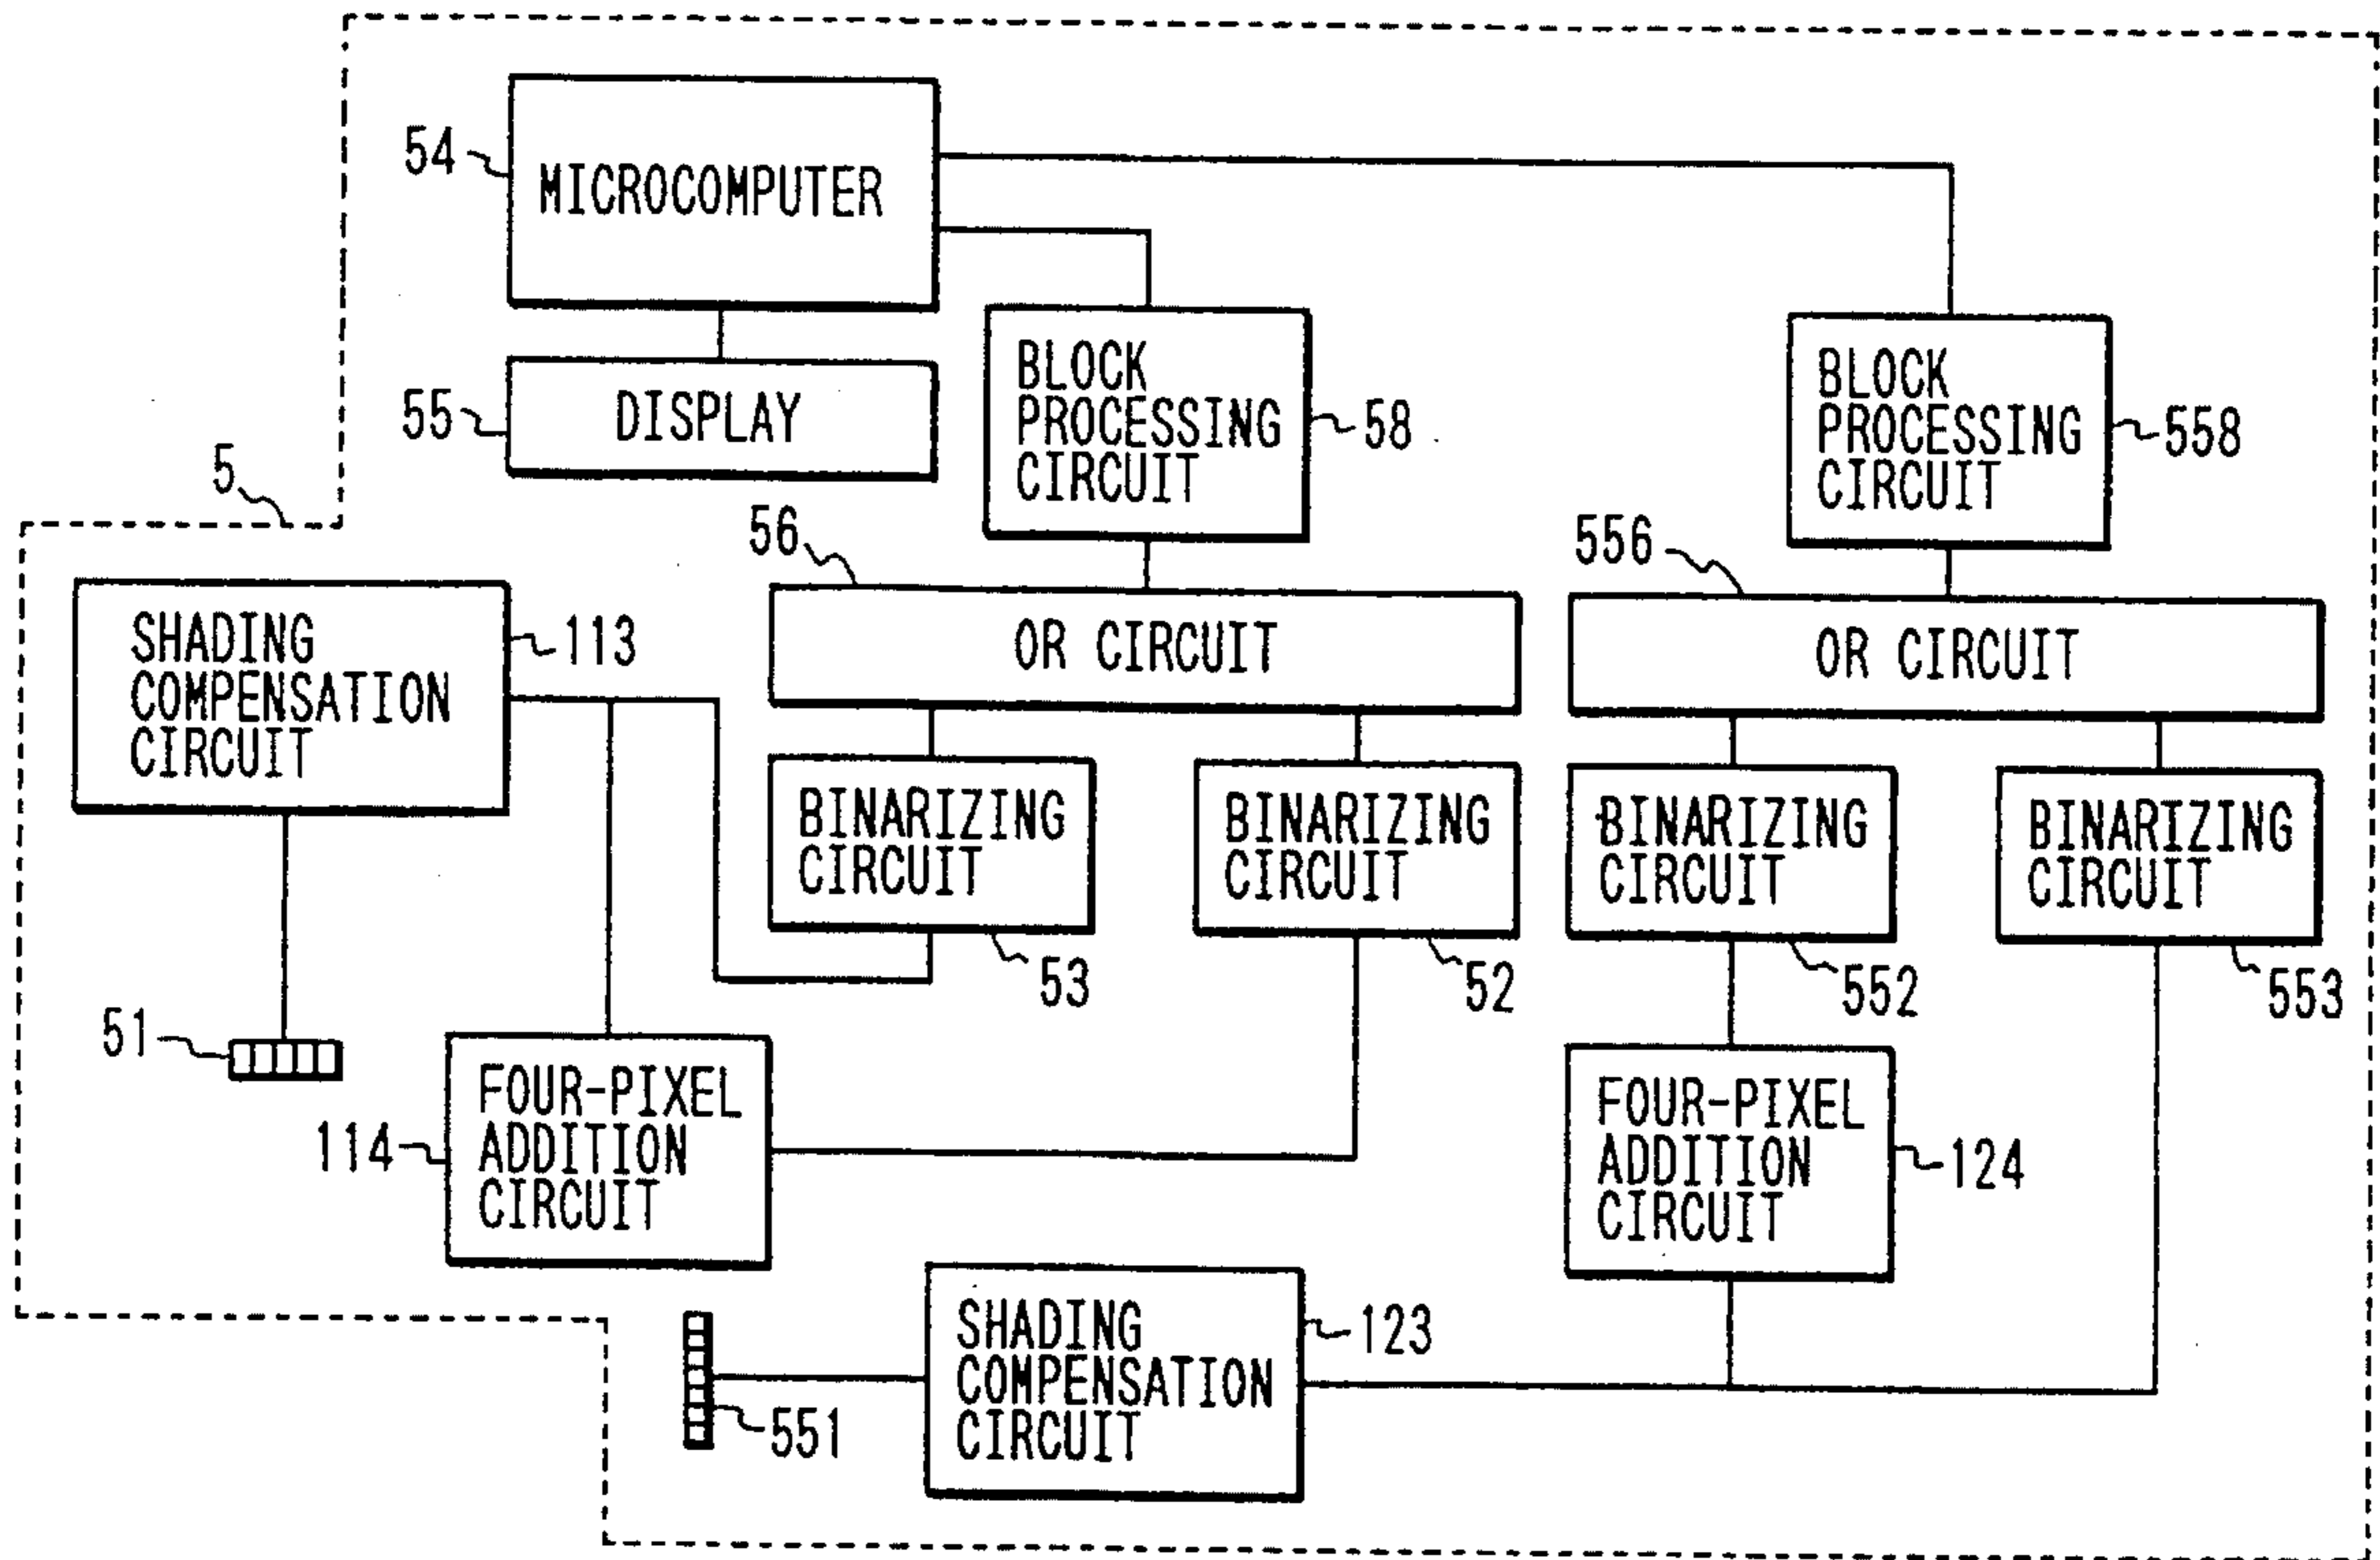 54
MICROCOMPUTER
55
DISPLAY
BLOCK
PROCESSING
CIRCUIT
58
BLOCK
PROCESSING
CIRCUIT
558
5
56
OR CIRCUIT
556
OR CIRCUIT
SHADING
COMPENSATION
CIRCUIT
113
BINARIZING
CIRCUIT
53
BINARIZING
CIRCUIT
52
BINARIZING
CIRCUIT
552
BINARIZING
CIRCUIT
553
51
114
FOUR-PIXEL
ADDITION
CIRCUIT
FOUR-PIXEL
ADDITION
CIRCUIT
124
551
SHADING
COMPENSATION
CIRCUIT
123